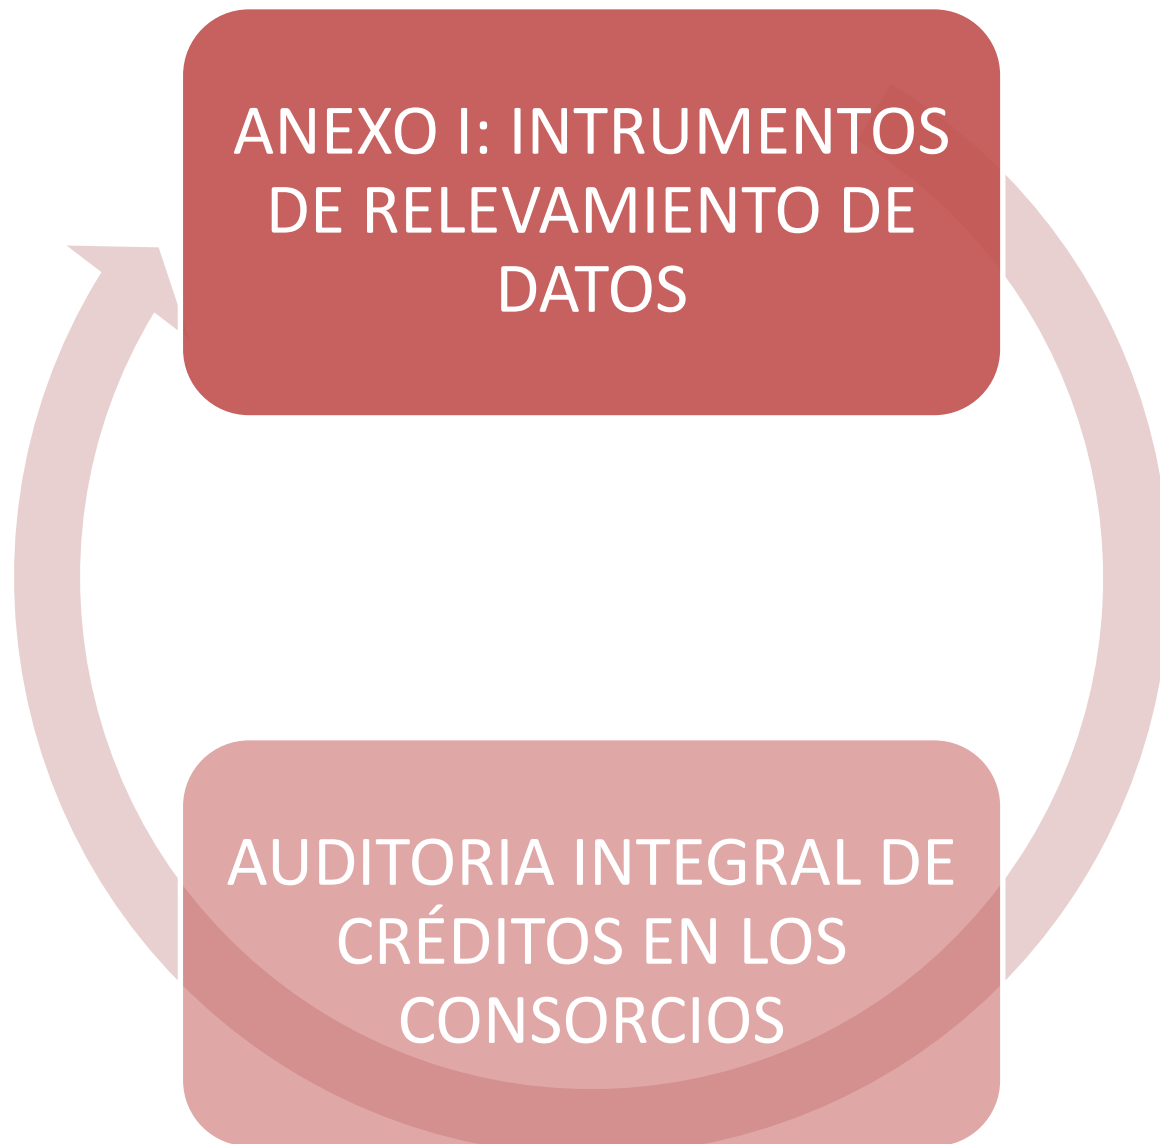 ANEXO I: INTRUMENTOS
DE RELEVAMIENTO DE
DATOS
AUDITORIA INTEGRAL DE
CRÉDITOS EN LOS
CONSORCIOS